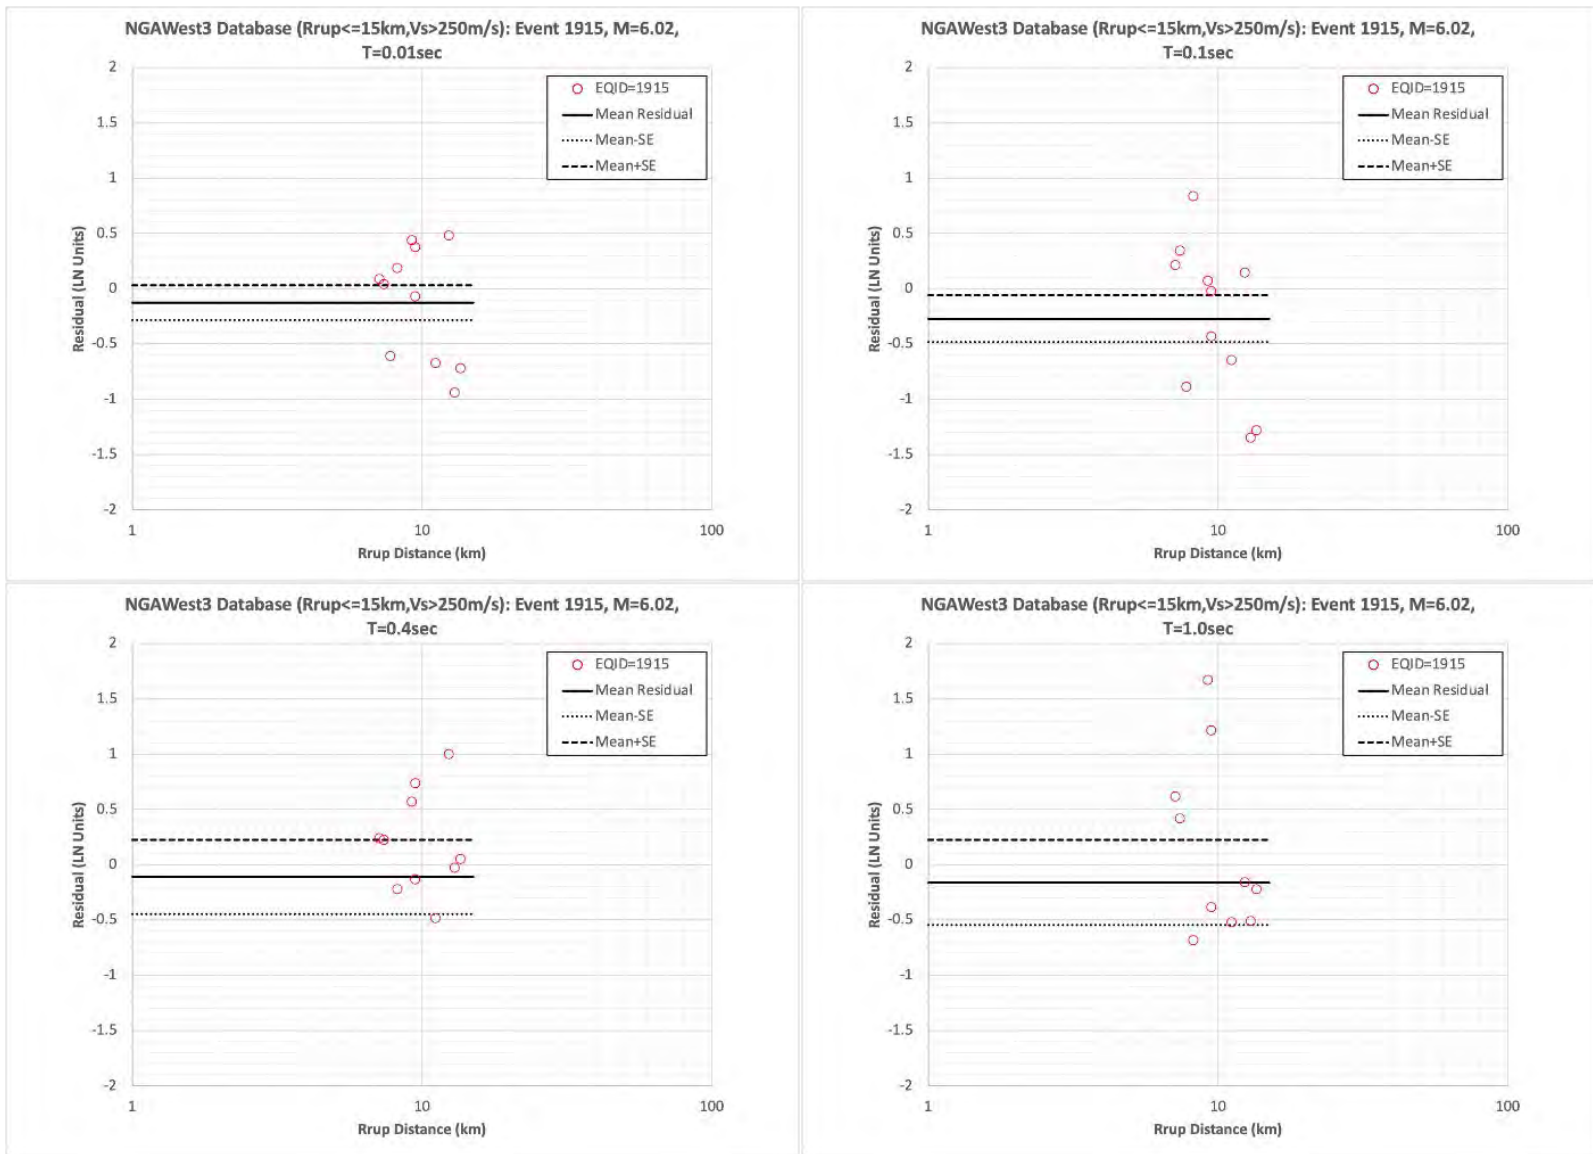 NGAWest3 Database (Rrup<=15km,Vs>250m/s): Event 1915, M=6.02,
T=0.01sec
2
1.5
1
0.5
0
-0.5
-1
-1.5
-2
Residual (LN Units)
EQID=1915
Mean Residual
Mean-SE
Mean+SE
1
10
100
Rrup Distance (km)
NGAWest3 Database (Rrup<=15km,Vs>250m/s): Event 1915, M=6.02,
T=0.1sec
2
1.5
1
0.5
0
-0.5
-1
-1.5
-2
Residual (LN Units)
EQID=1915
Mean Residual
Mean-SE
Mean+SE
1
10
100
Rrup Distance (km)
NGAWest3 Database (Rrup<=15km,Vs>250m/s): Event 1915, M=6.02,
T=0.4sec
2
1.5
1
0.5
0
-0.5
-1
-1.5
-2
Residual (LN Units)
EQID=1915
Mean Residual
Mean-SE
Mean+SE
1
10
100
Rrup Distance (km)
NGAWest3 Database (Rrup<=15km,Vs>250m/s): Event 1915, M=6.02,
T=1.0sec
2
1.5
1
0.5
0
-0.5
-1
-1.5
-2
Residual (LN Units)
EQID=1915
Mean Residual
Mean-SE
Mean+SE
1
10
100
Rrup Distance (km)